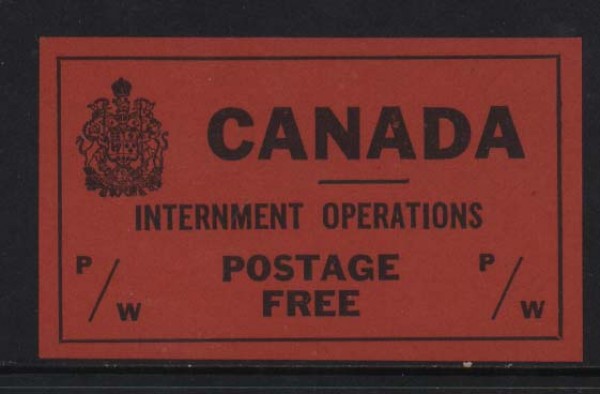 CANADA
INTERNMENT OPERATIONS
P/W POSTAGE P/W
FREE